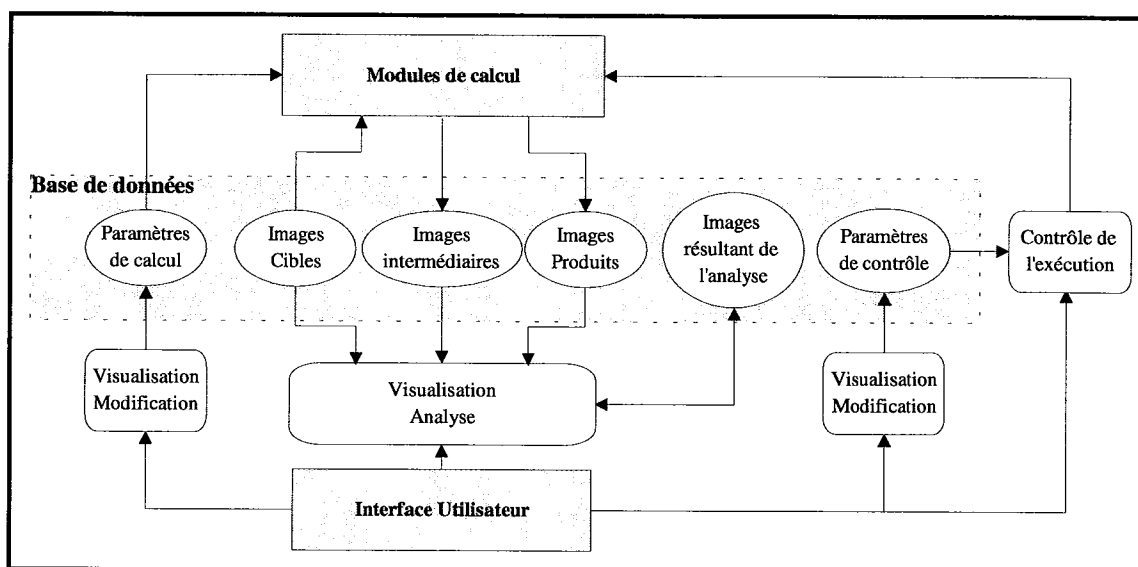 Modules de calcul
Base de données
Paramètres
de calcul
Images
Cibles
Images
intermédiaires
Images
Produits
Images
résultant de
l'analyse
Paramètres
de contrôle
Contrôle de
l'exécution
Visualisation
Modification
Visualisation
Analyse
Visualisation
Modification
Interface Utilisateur